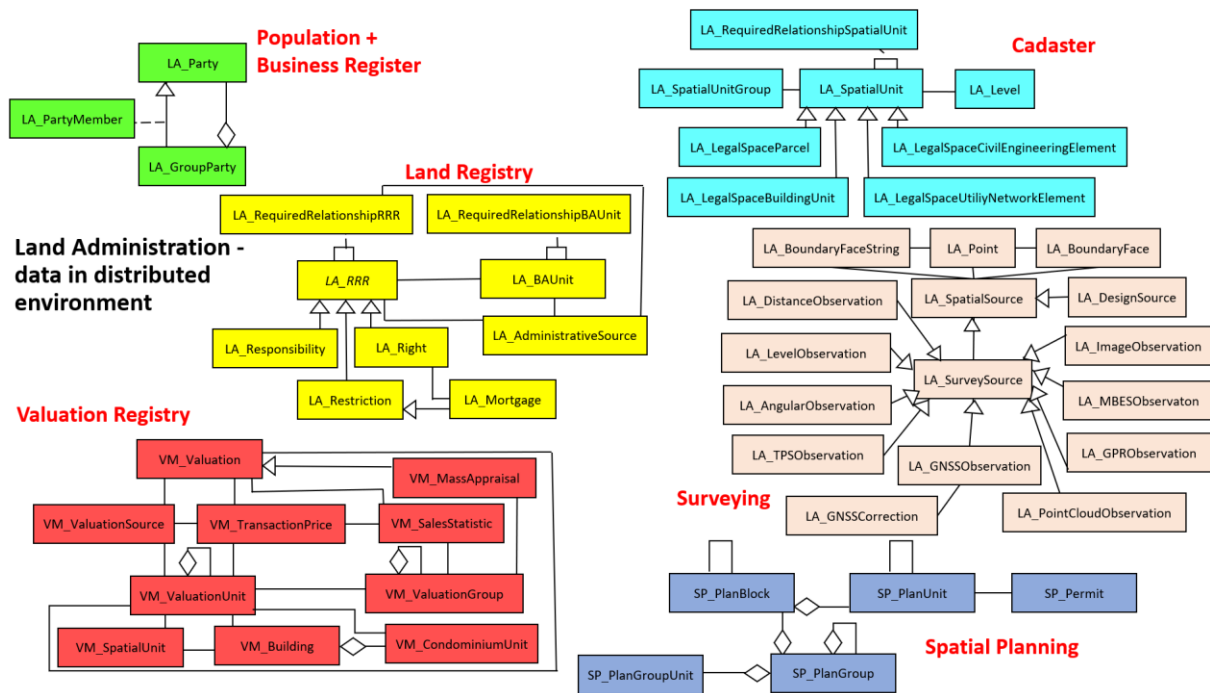 Population +
Business Register
LA_Party
LA_PartyMember
LA_GroupParty
Cadaster
LA_RequiredRelationshipSpatialUnit
LA_SpatialUnitGroup
LA_SpatialUnit
LA_Level
LA_LegalSpaceParcel
LA_LegalSpaceCivilEngineeringElement
LA_LegalSpaceBuildingUnit
LA_LegalSpaceUtiliyNetworkElement
Land Registry
LA_RequiredRelationshipRRR
LA_RequiredRelationshipBAUnit
LA_RRR
LA_BAUnit
LA_AdministrativeSource
LA_Responsibility
LA_Right
LA_Restriction
LA_Mortgage
Land Administration -
data in distributed
environment
LA_BoundaryFaceString
LA_Point
LA_BoundaryFace
LA_DistanceObservation
LA_SpatialSource
LA_DesignSource
LA_LevelObservation
LA_ImageObservation
LA_SurveySource
LA_AngularObservation
LA_MBESObservaton
LA_TPSObservation
LA_GNSSObservation
LA_GPRObservation
Surveying
LA_GNSSCorrection
LA_PointCloudObservation
Valuation Registry
VM_Valuation
VM_MassAppraisal
VM_ValuationSource
VM_TransactionPrice
VM_SalesStatistic
VM_ValuationUnit
VM_ValuationGroup
VM_SpatialUnit
VM_Building
VM_CondominiumUnit
SP_PlanBlock
SP_PlanUnit
SP_Permit
Spatial Planning
SP_PlanGroupUnit
SP_PlanGroup